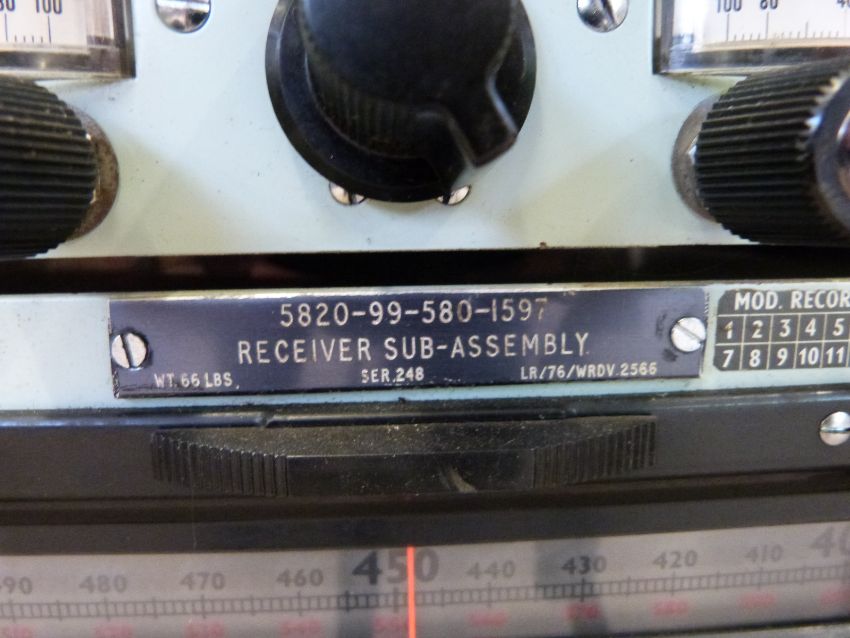 80 100
100 80
5820-99-580-1597
RECEIVER SUB-ASSEMBLY.
WT. 66 LBS. SER. 248 LR/76/WRDV. 2566
MOD. RECOR
1 2 3 4 5
7 8 9 10 11
490 480 470 460 450 440 430 420 410 40